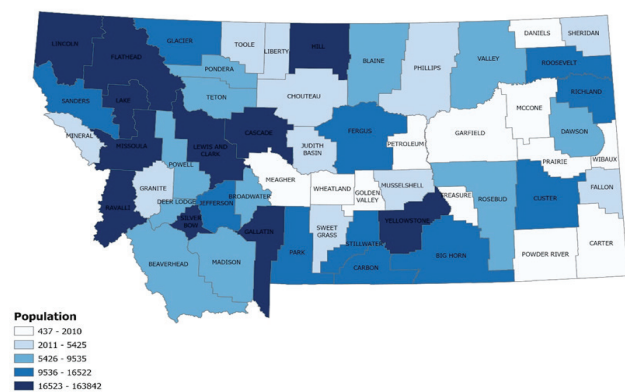 LINCOLN
FLATHEAD
GLACIER
TOOLE
LIBERTY
HILL
BLAINE
PHILLIPS
VALLEY
DANIELS
SHERIDAN
ROOSEVELT
PONDERA
TETON
CHOUTEAU
SANDERS
LAKE
RICHLAND
MCCONE
GARFIELD
DAWSON
MINERAL
MISSOULA
LEWIS AND
CLARK
CASCADE
JUDITH
BASIN
FERGUS
PETROLEUM
PRAIRIE
WIBAUX
POWELL
GRANITE
MEAGHER
WHEATLAND
GOLDEN
VALLEY
MUSSELSHELL
TREASURE
ROSEBUD
CUSTER
FALLON
RAVALLI
DEER LODGE
SILVER
BOW
JEFFERSON
BROADWATER
GALLATIN
PARK
SWEET
GRASS
STILLWATER
YELLOWSTONE
CARBON
BIG HORN
POWDER RIVER
CARTER
BEAVERHEAD
MADISON
Population
437 - 2010
2011 - 5425
5426 - 9535
9536 - 16522
16523 - 163842